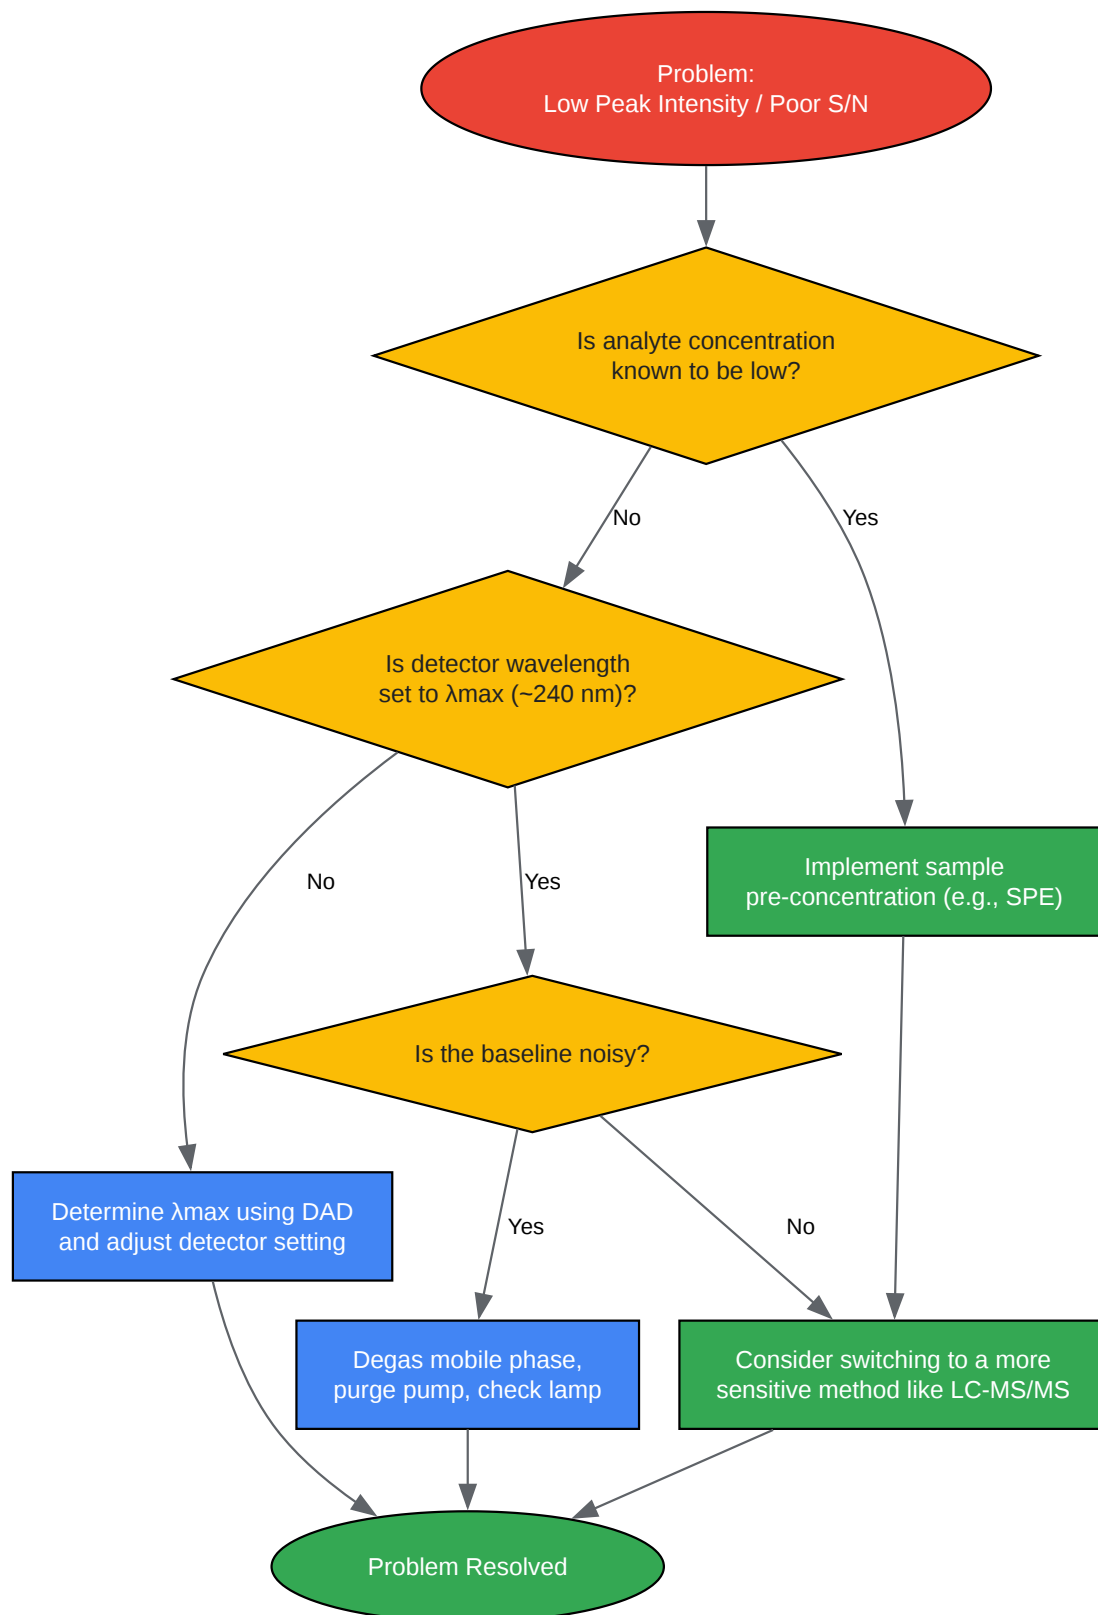 Problem:
Low Peak Intensity / Poor S/N
Is analyte concentration
known to be low?
No
Yes
Is detector wavelength
set to λmax (~240 nm)?
No
Yes
Implement sample
pre-concentration (e.g., SPE)
Is the baseline noisy?
Determine λmax using DAD
and adjust detector setting
Yes
No
Degas mobile phase,
purge pump, check lamp
Consider switching to a more
sensitive method like LC-MS/MS
Problem Resolved